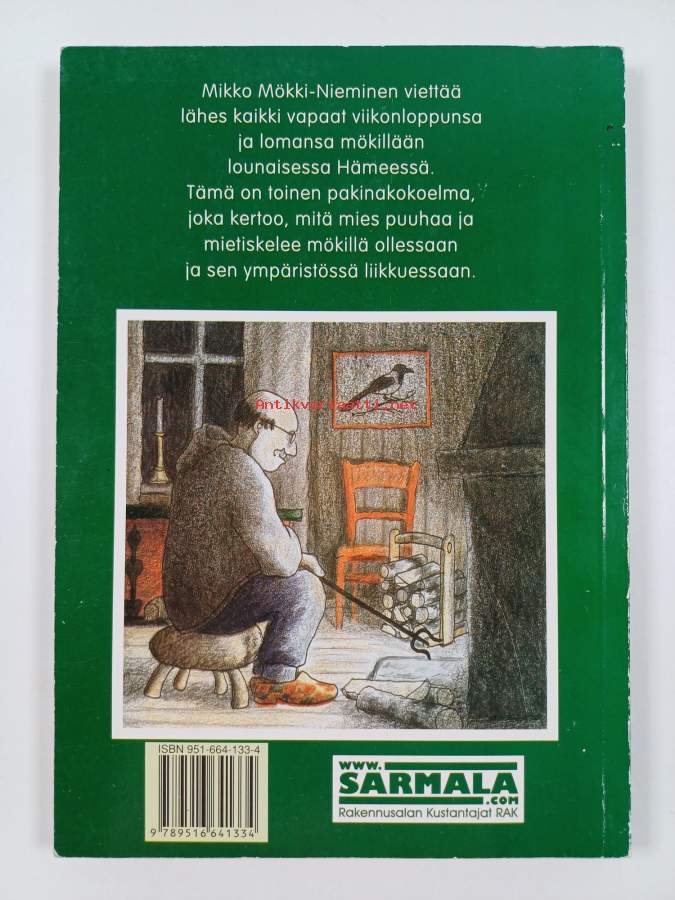 Mikko Mökki-Nieminen viettää
lähes kaikki vapaat viikonloppunsa
ja lomansa mökillään
lounaisessa Hämeessä.
Tämä on toinen pakinakokoelma,
joka kertoo, mitä mies puuhaa ja
mietiskelee mökillä ollessaan
ja sen ympäristössä liikkuessaan.
Antikvariaatti.net
ISBN 951-664-133-4
9 789516 641334
www.
SARMALA
.com
Rakennusalan Kustantajat RAK